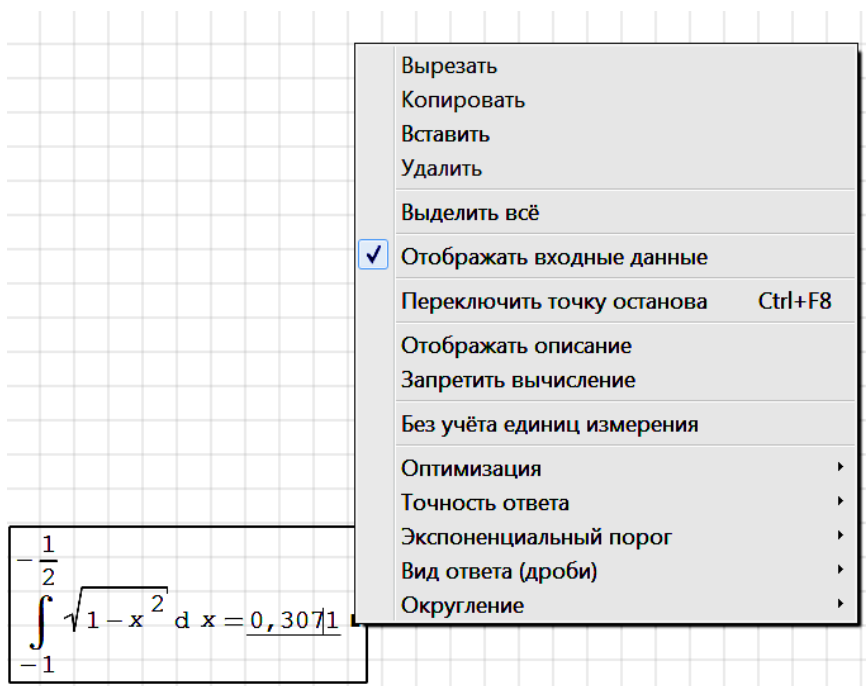 Вырезать
Копировать
Вставить
Удалить
Выделить всё
Отображать входные данные
Переключить точку останова Ctrl+F8
Отображать описание
Запретить вычисление
Без учёта единиц измерения
Оптимизация
Точность ответа
Экспоненциальный порог
Вид ответа (дроби)
Округление
-1/2
∫ √(1-x²) d x = 0,3071
-1